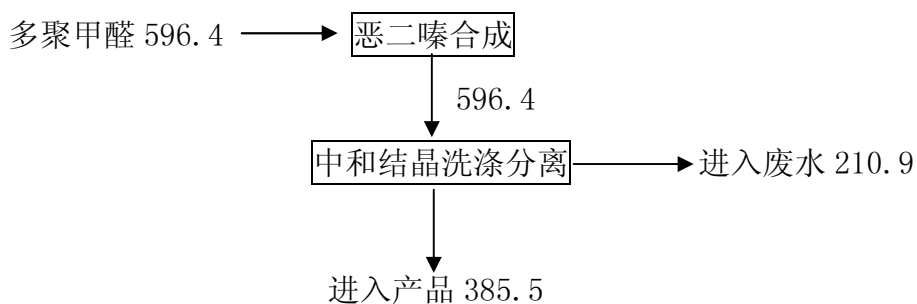 多聚甲醛 596.4
恶二嗪合成
596.4
中和结晶洗涤分离
进入废水 210.9
进入产品 385.5